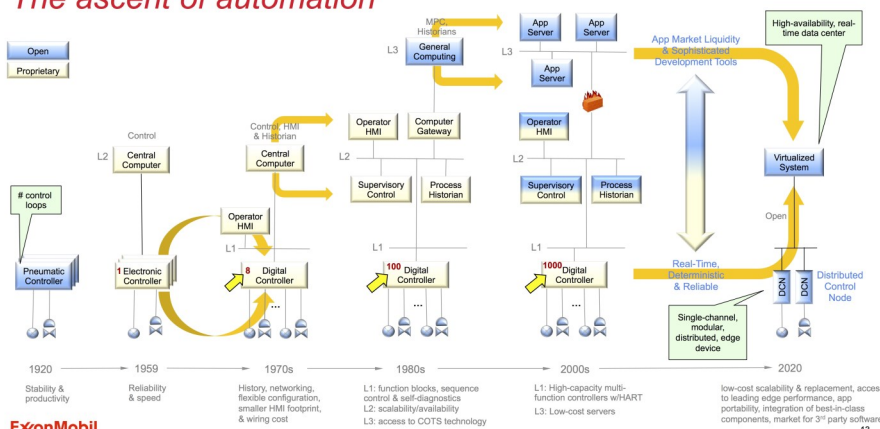 The ascent of automation
Open
Proprietary
# control
loops
Pneumatic
Controller
Control
L2
Central
Computer
1 Electronic
Controller
Control, HMI
& Historian
Central
Computer
Operator
HMI
L1
8 Digital
Controller
...
MPC,
Historians
L3
General
Computing
Operator
HMI
Computer
Gateway
L2
Supervisory
Control
Process
Historian
L1
100 Digital
Controller
...
App
Server
App
Server
L3
App
Server
Operator
HMI
L2
Supervisory
Control
Process
Historian
L1
1000 Digital
Controller
...
App Market Liquidity
& Sophisticated
Development Tools
Real-Time,
Deterministic
& Reliable
High-availability, real-
time data center
Virtualized
System
Open
DCN
DCN
Distributed
Control
Node
Single-channel,
modular,
distributed, edge
device
1920
1959
1970s
1980s
2000s
2020
Stability &
productivity
Reliability
& speed
History, networking,
flexible configuration,
smaller HMI footprint,
& wiring cost
L1: function blocks, sequence
control & self-diagnostics
L2: scalability/availability
L3: access to COTS technology
L1: High-capacity multi-
function controllers w/HART
L3: Low-cost servers
low-cost scalability & replacement, access
to leading edge performance, app
portability, integration of best-in-class
components, market for 3rd party software
ExxonMobil